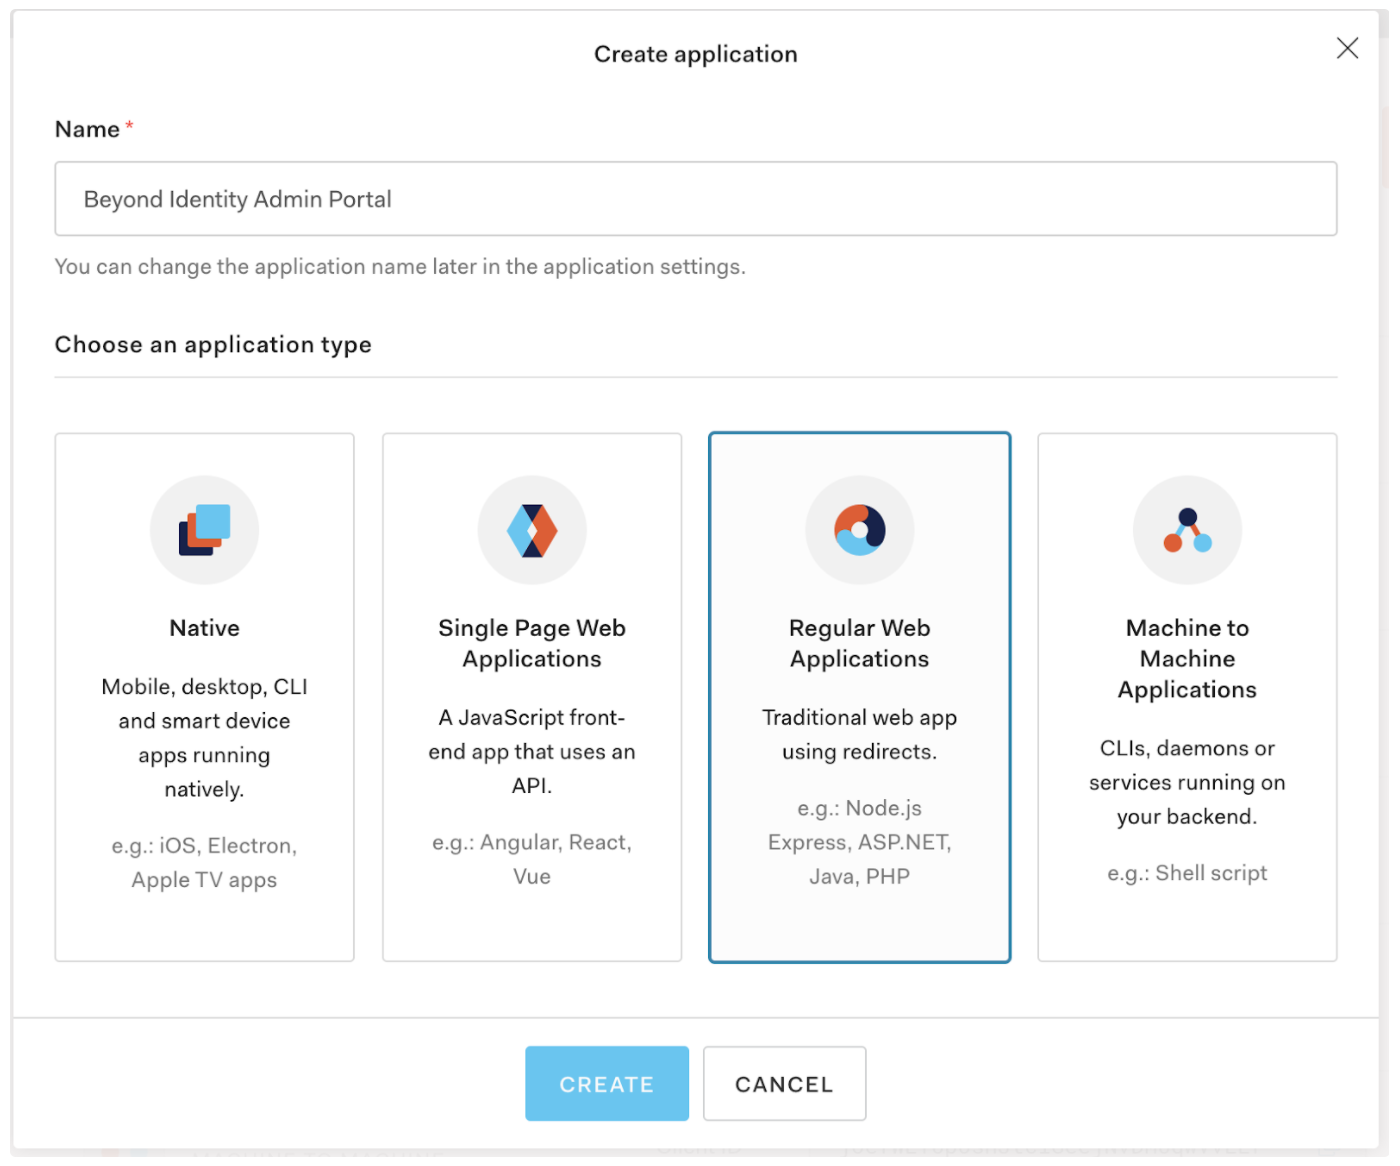 Create application
Name *
Beyond Identity Admin Portal
You can change the application name later in the application settings.
Choose an application type
Native
Mobile, desktop, CLI
and smart device
apps running
natively.
e.g.: iOS, Electron,
Apple TV apps
Single Page Web
Applications
A JavaScript front-
end app that uses an
API.
e.g.: Angular, React,
Vue
Regular Web
Applications
Traditional web app
using redirects.
e.g.: Node.js
Express, ASP.NET,
Java, PHP
Machine to
Machine
Applications
CLIs, daemons or
services running on
your backend.
e.g.: Shell script
CREATE
CANCEL